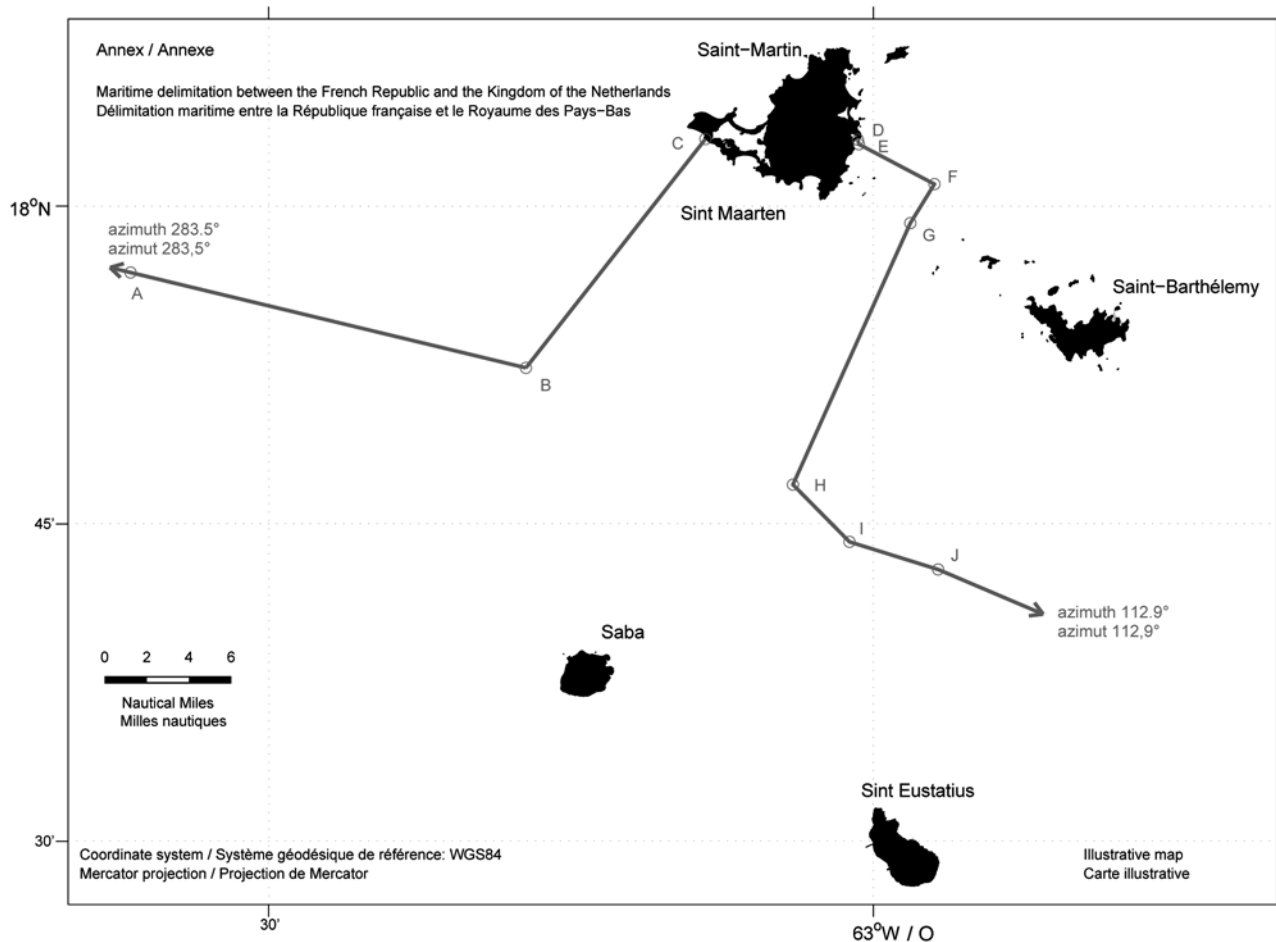 Annex / Annexe
Saint-Martin
Maritime delimitation between the French Republic and the Kingdom of the Netherlands
Délimitation maritime entre la République française et le Royaume des Pays-Bas
D
C
E
F
18°N
Sint Maarten
G
azimuth 283.5°
azimut 283,5°
A
Saint-Barthélemy
B
H
45'
I
J
azimuth 112.9°
azimut 112,9°
Saba
0 2 4 6
Nautical Miles
Milles nautiques
Sint Eustatius
30'
Coordinate system / Système géodésique de référence: WGS84
Mercator projection / Projection de Mercator
Illustrative map
Carte illustrative
30'
63°W / O